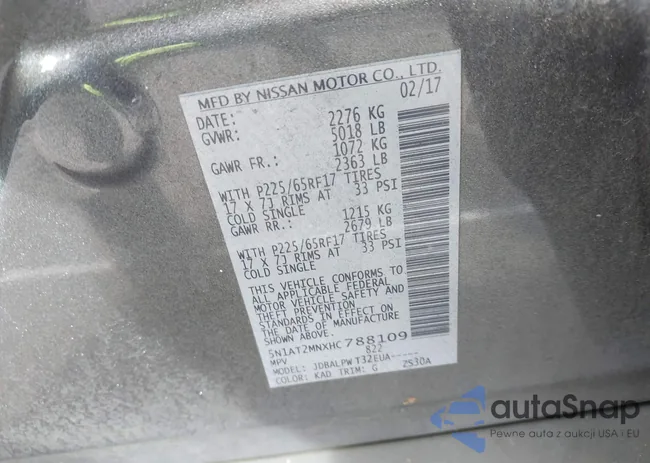 MFD BY NISSAN MOTOR CO., LTD.
DATE: 02/17
GVWR: 2276 KG
5018 LB
GAWR FR.: 1072 KG
2363 LB
WITH P225/65RF17 TIRES
17 X 7J RIMS AT 33 PSI
COLD SINGLE
GAWR RR.: 1215 KG
2679 LB
WITH P225/65RF17 TIRES
17 X 7J RIMS AT 33 PSI
COLD SINGLE
THIS VEHICLE CONFORMS TO
ALL APPLICABLE FEDERAL
MOTOR VEHICLE SAFETY AND
THEFT PREVENTION
STANDARDS IN EFFECT ON
THE DATE OF MANUFACTURE
SHOWN ABOVE.
5N1AT2MNXHC788109
MPV 822
MODEL: JDBALPW T32EUA-----
COLOR: KAD TRIM: G 2S30A
autoSnap
Pewne auta z aukcji USA i EU